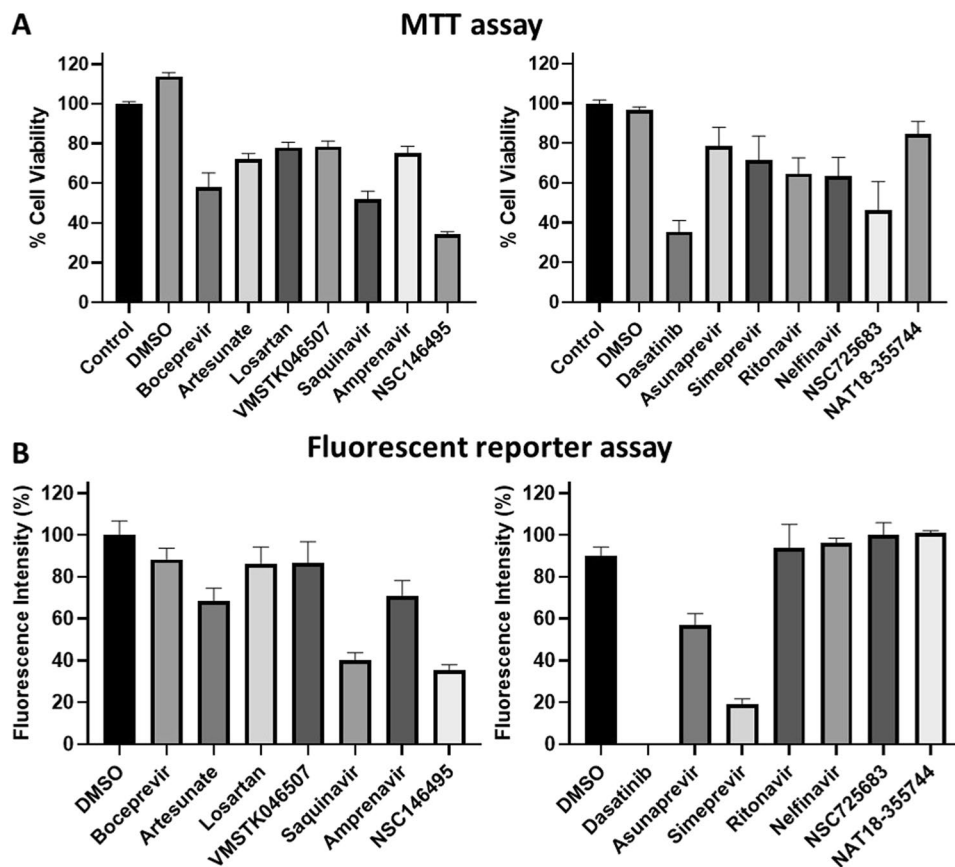 A
MTT assay
% Cell Viability
120
100
80
60
40
20
0
Control
DMSO
Boceprevir
Artesunate
Losartan
VMSTK046507
Saquinavir
Amprenavir
NSC146495
% Cell Viability
120
100
80
60
40
20
0
Control
DMSO
Dasatinib
Asunaprevir
Simeprevir
Ritonavir
Nelfinavir
NSC725683
NAT18-355744
B
Fluorescent reporter assay
Fluorescence Intensity (%)
120
100
80
60
40
20
0
DMSO
Boceprevir
Artesunate
Losartan
VMSTK046507
Saquinavir
Amprenavir
NSC146495
Fluorescence Intensity (%)
120
100
80
60
40
20
0
DMSO
Dasatinib
Asunaprevir
Simeprevir
Ritonavir
Nelfinavir
NSC725683
NAT18-355744